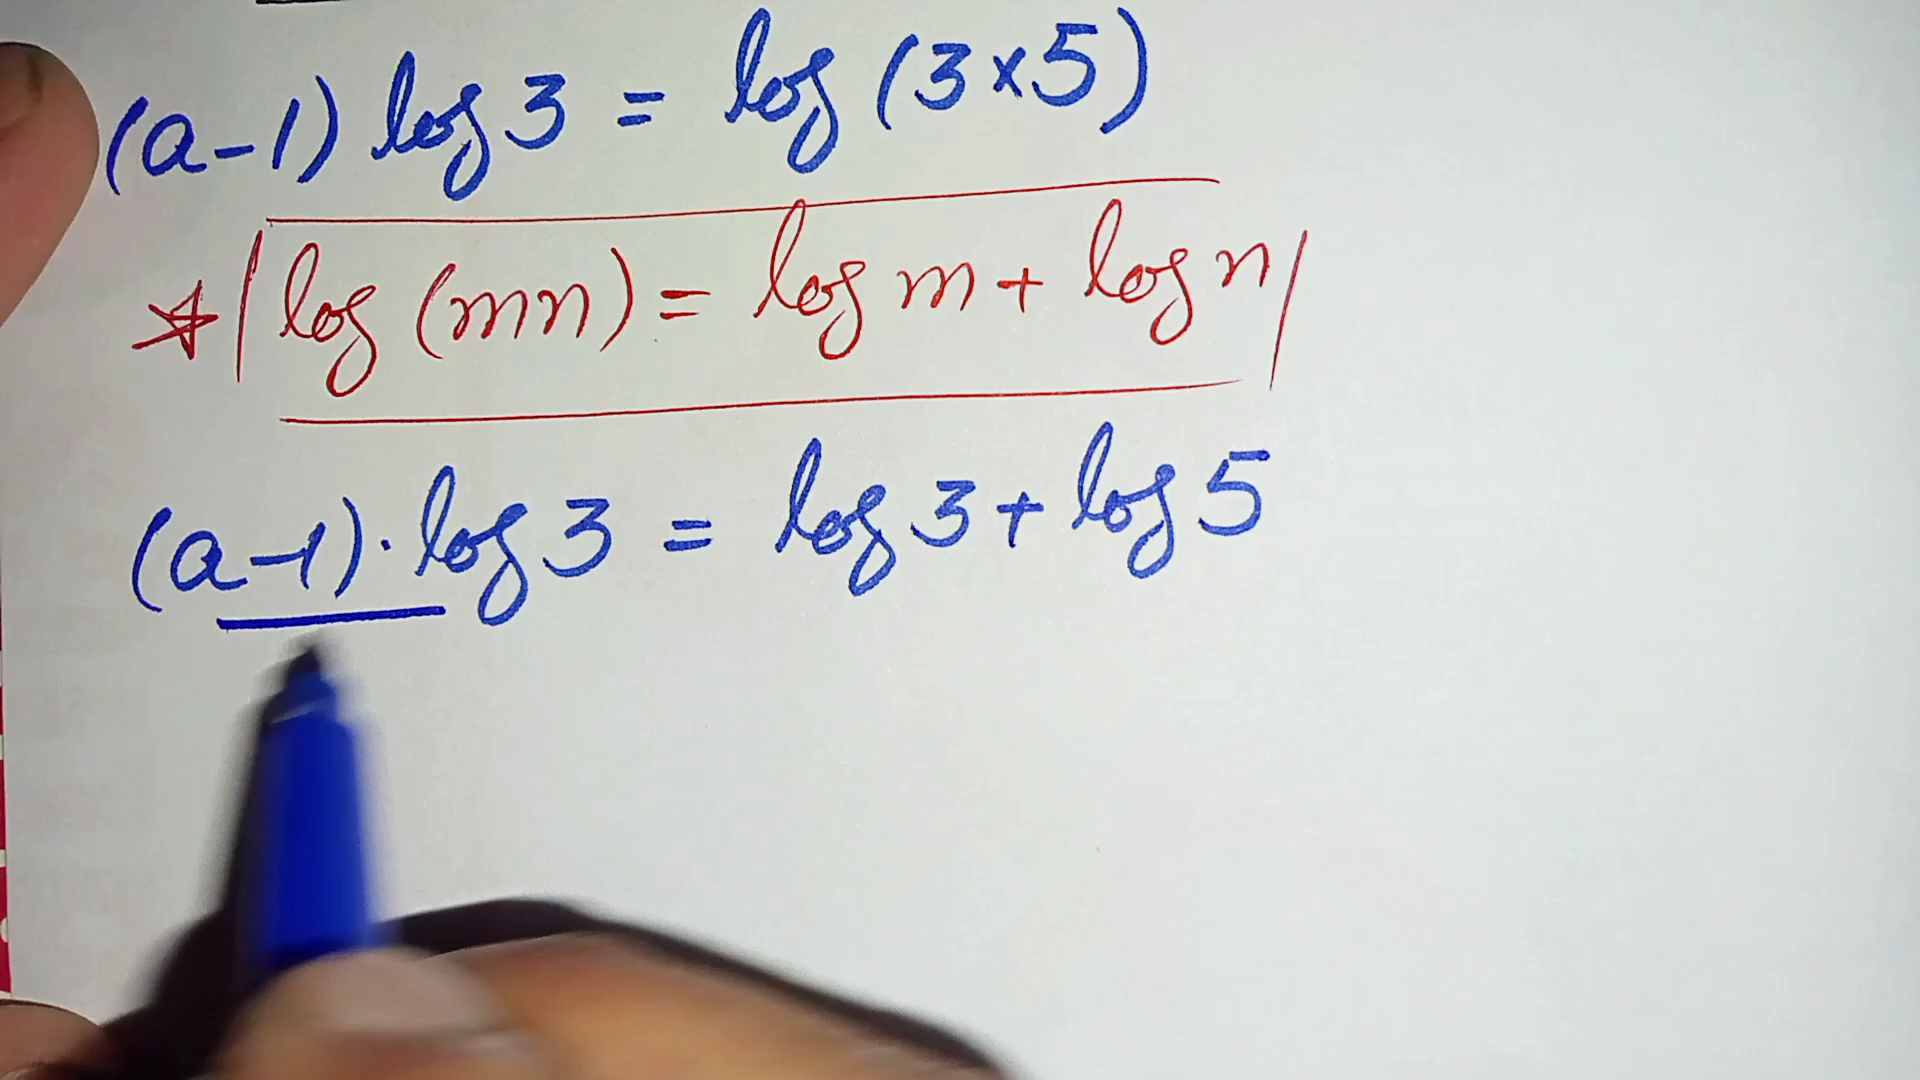 (a-1) log 3 = log (3×5)
* | log (mn) = log m + log n |
(a-1) · log 3 = log 3 + log 5